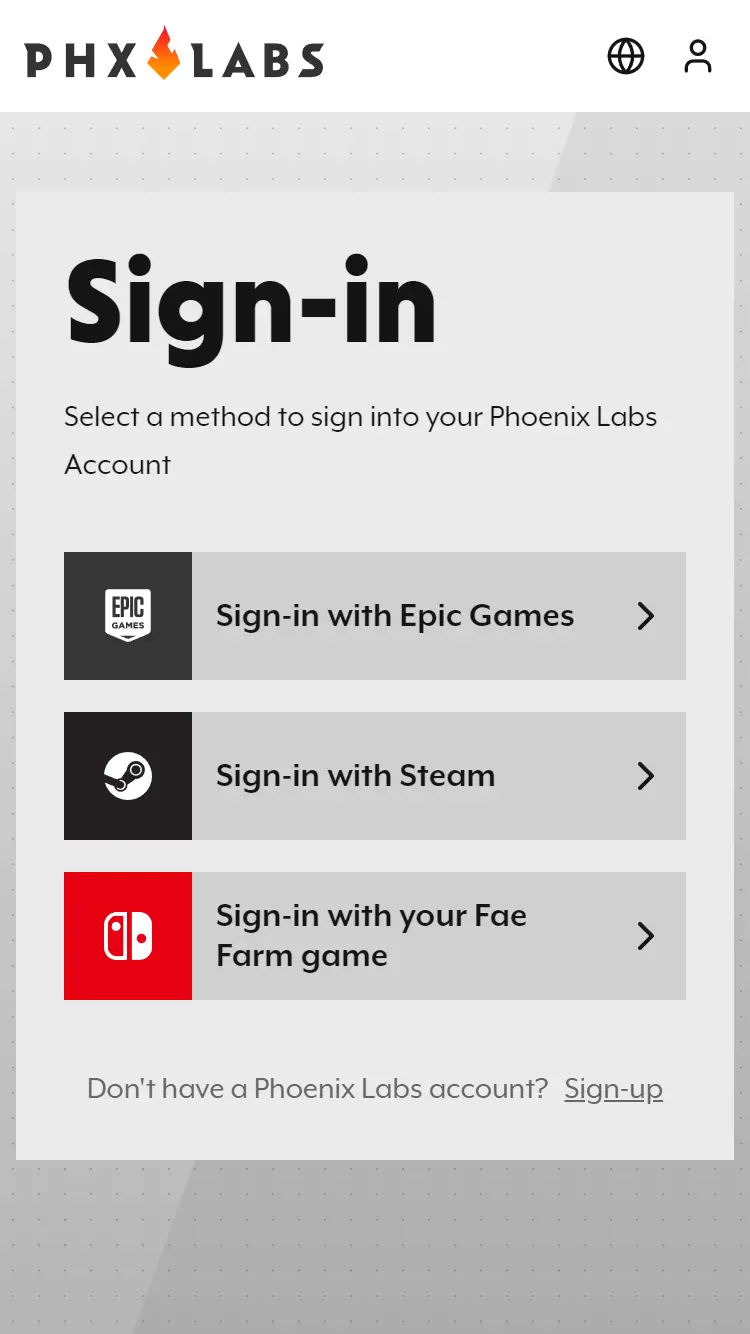 PHX LABS
Sign-in
Select a method to sign into your Phoenix Labs
Account
EPIC
GAMES
Sign-in with Epic Games
Sign-in with Steam
Sign-in with your Fae
Farm game
Don't have a Phoenix Labs account? Sign-up